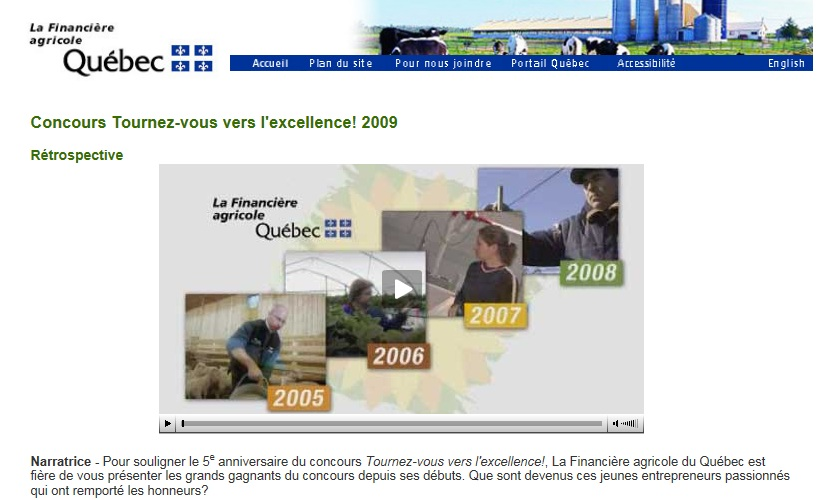 La Financière
agricole
Québec
Accueil Plan du site Pour nous joindre Portail Québec Accessibilité English
Concours Tournez-vous vers l'excellence! 2009
Rétrospective
La Financière
agricole
Québec
2008
2007
2006
2005
Narratrice - Pour souligner le 5e anniversaire du concours Tournez-vous vers l'excellence!, La Financière agricole du Québec est
fière de vous présenter les grands gagnants du concours depuis ses débuts. Que sont devenus ces jeunes entrepreneurs passionnés
qui ont remporté les honneurs?